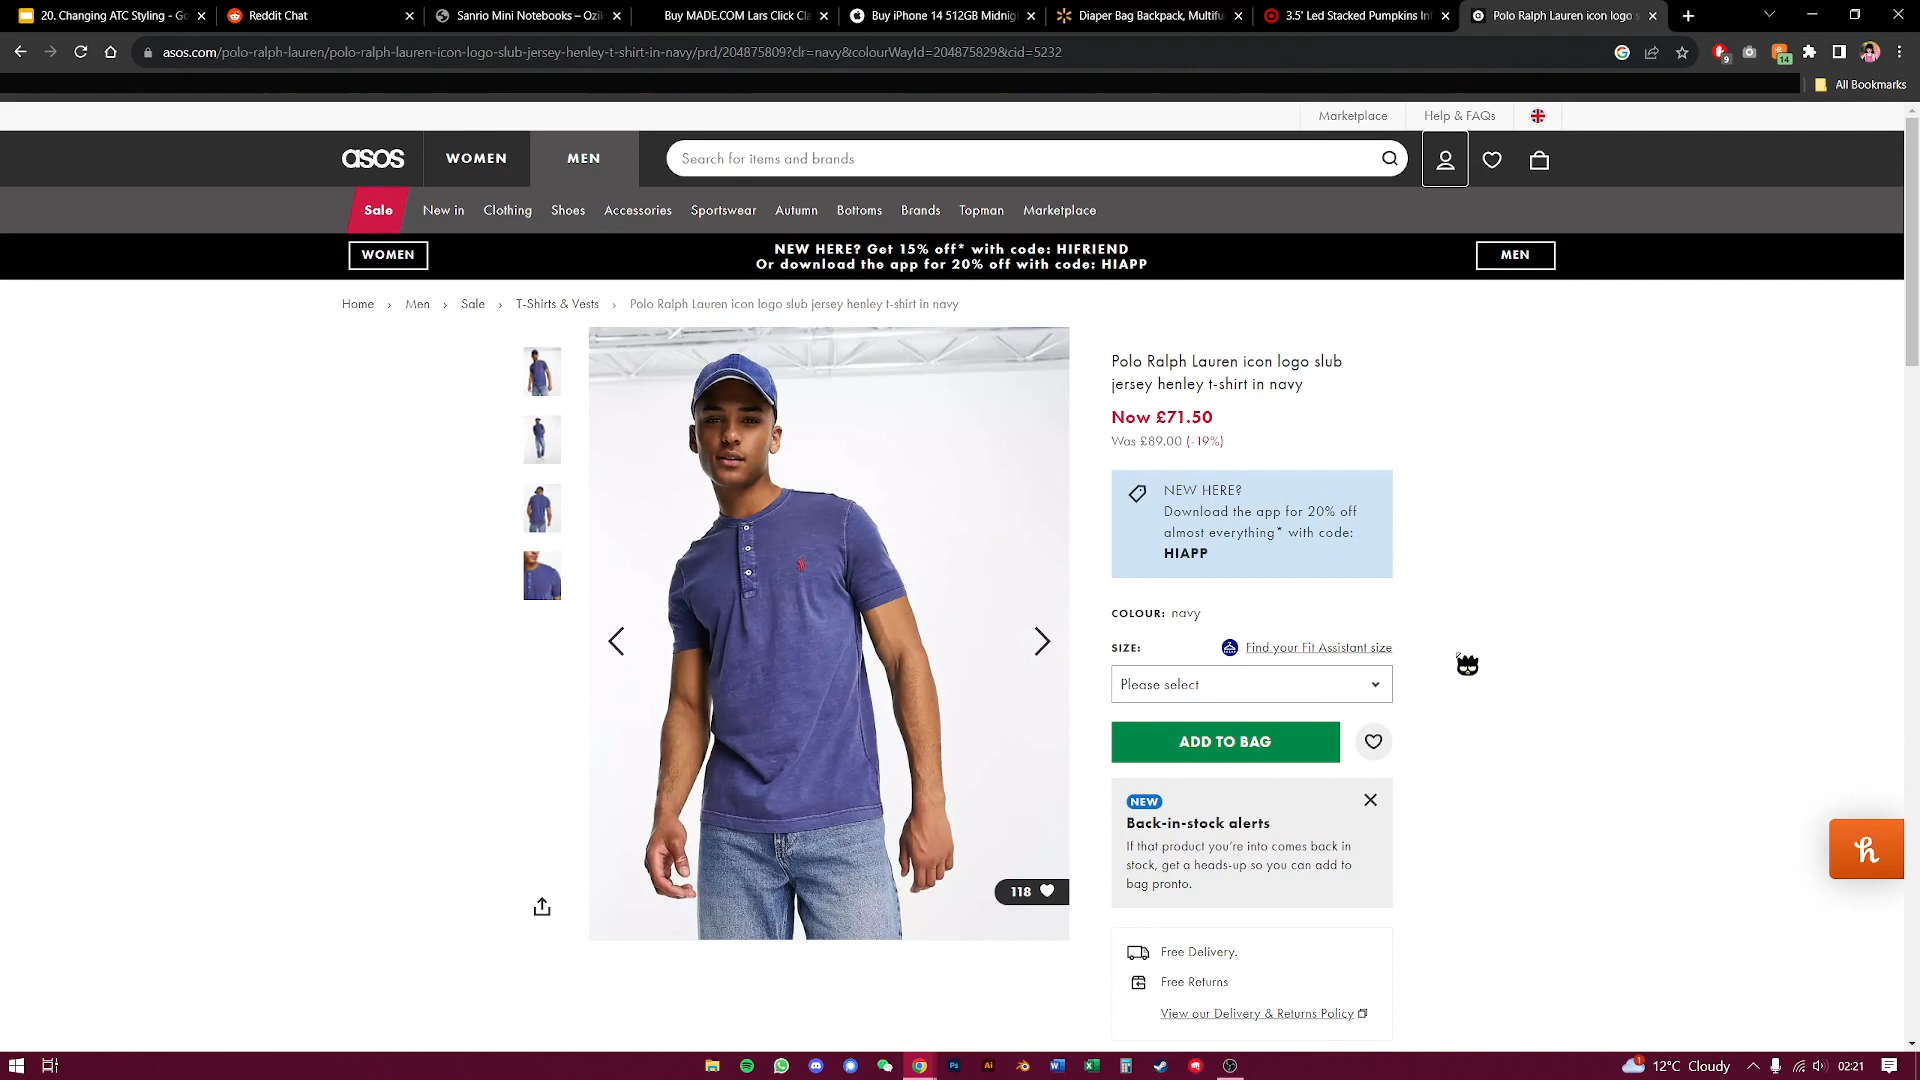 20. Changing ATC Styling - Go
Reddit Chat
Sanrio Mini Notebooks – Ozik
Buy MADE.COM Lars Click Cla
Buy iPhone 14 512GB Midnig
Diaper Bag Backpack, Multifu
3.5' Led Stacked Pumpkins Inf
Polo Ralph Lauren icon logo s
asos.com/polo-ralph-lauren/polo-ralph-lauren-icon-logo-slub-jersey-henley-t-shirt-in-navy/prd/204875809?clr=navy&colourWayId=204875829&cid=5232
9
14
All Bookmarks
Marketplace
Help & FAQs
asos
WOMEN
MEN
Search for items and brands
Sale
New in
Clothing
Shoes
Accessories
Sportswear
Autumn
Bottoms
Brands
Topman
Marketplace
WOMEN
NEW HERE? Get 15% off* with code: HIFRIEND
Or download the app for 20% off with code: HIAPP
MEN
Home › Men › Sale › T-Shirts & Vests › Polo Ralph Lauren icon logo slub jersey henley t-shirt in navy
Polo Ralph Lauren icon logo slub
jersey henley t-shirt in navy
Now £71.50
Was £89.00 (-19%)
NEW HERE?
Download the app for 20% off
almost everything* with code:
HIAPP
COLOUR: navy
SIZE:
Find your Fit Assistant size
Please select
ADD TO BAG
NEW
Back-in-stock alerts
If that product you're into comes back in
stock, get a heads-up so you can add to
bag pronto.
118
Free Delivery.
Free Returns
View our Delivery & Returns Policy
h
Ps
Ai
W
X
1
12°C Cloudy
02:21